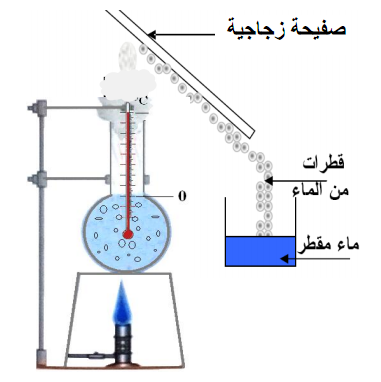 صفيحة زجاجية
°C
قطرات
من الماء
0
ماء مقطر